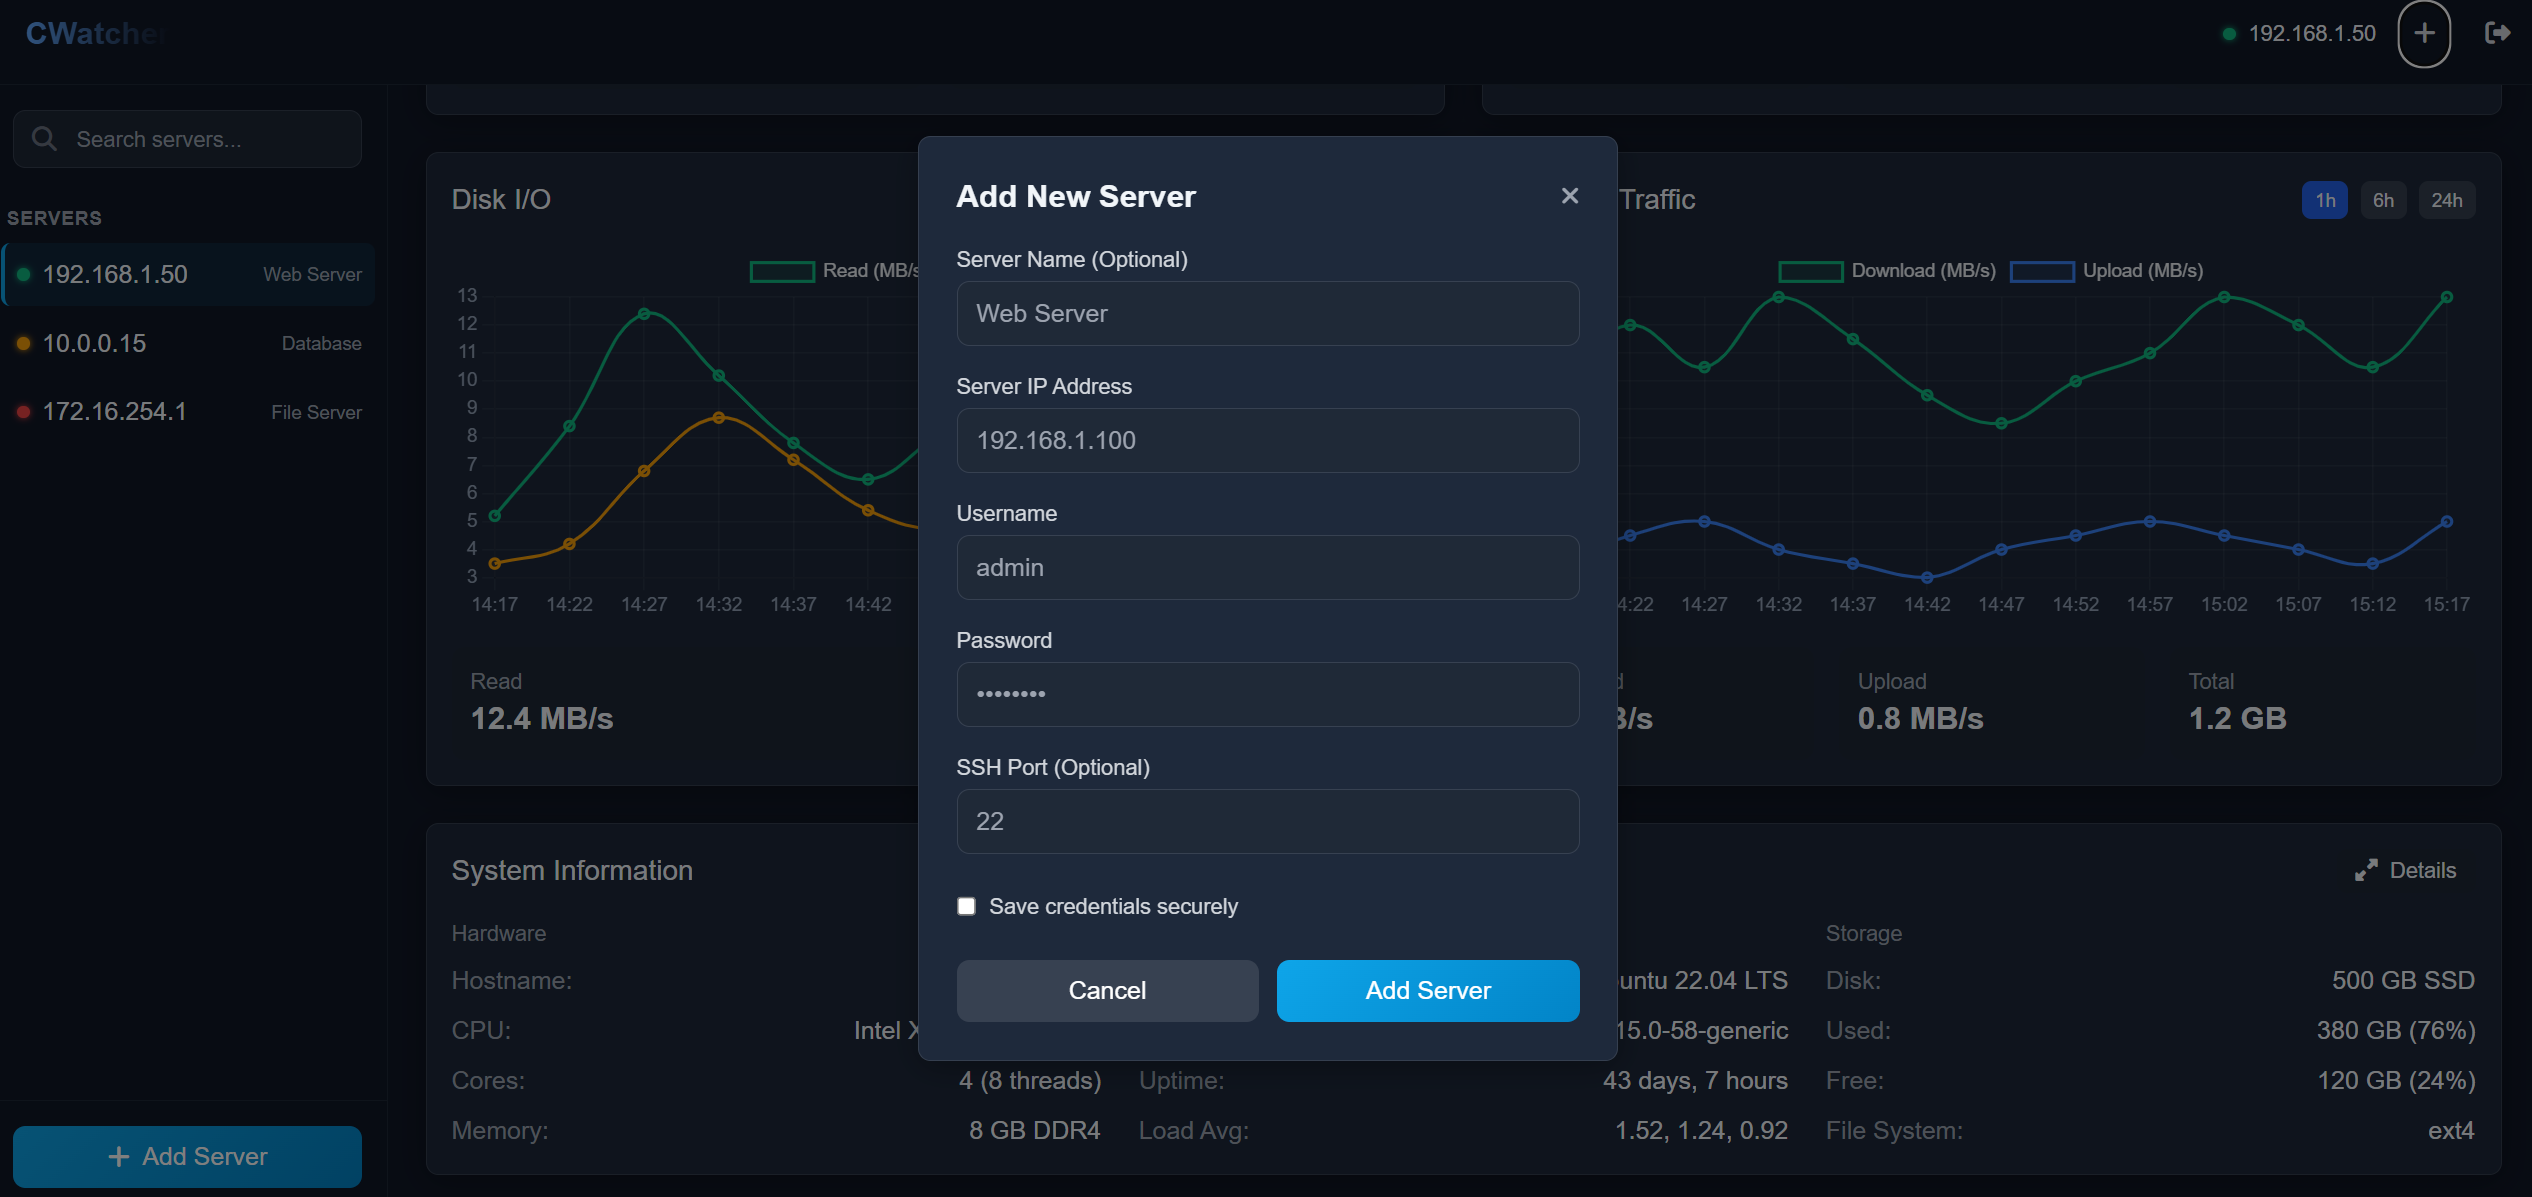 CWatche
192.168.1.50
Search servers...
SERVERS
192.168.1.50 Web Server
10.0.0.15 Database
172.16.254.1 File Server
Add Server
Disk I/O
Read (MB/s
13
12
11
10
9
8
7
6
5
4
3
14:17 14:22 14:27 14:32 14:37 14:42
Read
12.4 MB/s
Traffic
1h 6h 24h
Download (MB/s) Upload (MB/s)
4:22 14:27 14:32 14:37 14:42 14:47 14:52 14:57 15:02 15:07 15:12 15:17
d
B/s
Upload
0.8 MB/s
Total
1.2 GB
System Information
Details
Hardware
Hostname:
CPU: Intel X
Cores: 4 (8 threads)
Memory: 8 GB DDR4
untu 22.04 LTS
15.0-58-generic
Uptime: 43 days, 7 hours
Load Avg: 1.52, 1.24, 0.92
Storage
Disk: 500 GB SSD
Used: 380 GB (76%)
Free: 120 GB (24%)
File System: ext4
Add New Server
Server Name (Optional)
Web Server
Server IP Address
192.168.1.100
Username
admin
Password
••••••••
SSH Port (Optional)
22
Save credentials securely
Cancel
Add Server